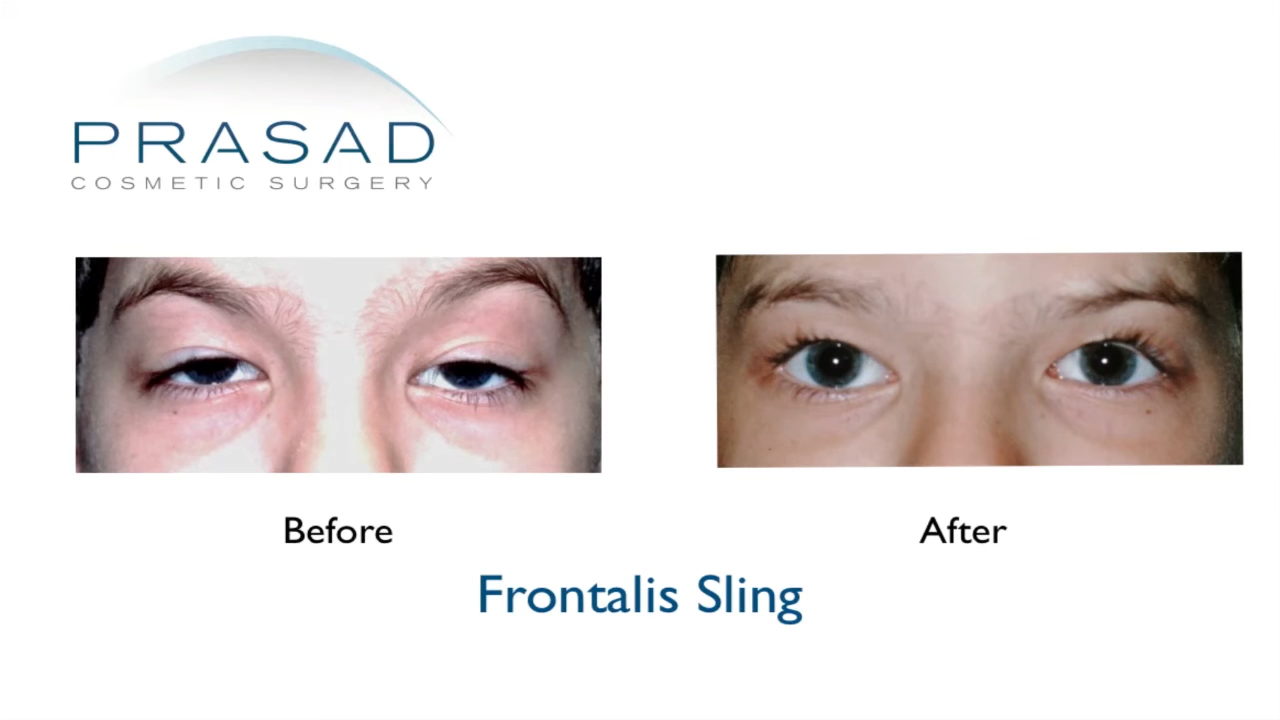 PRASAD
COSMETIC SURGERY
Before
After
Frontalis Sling